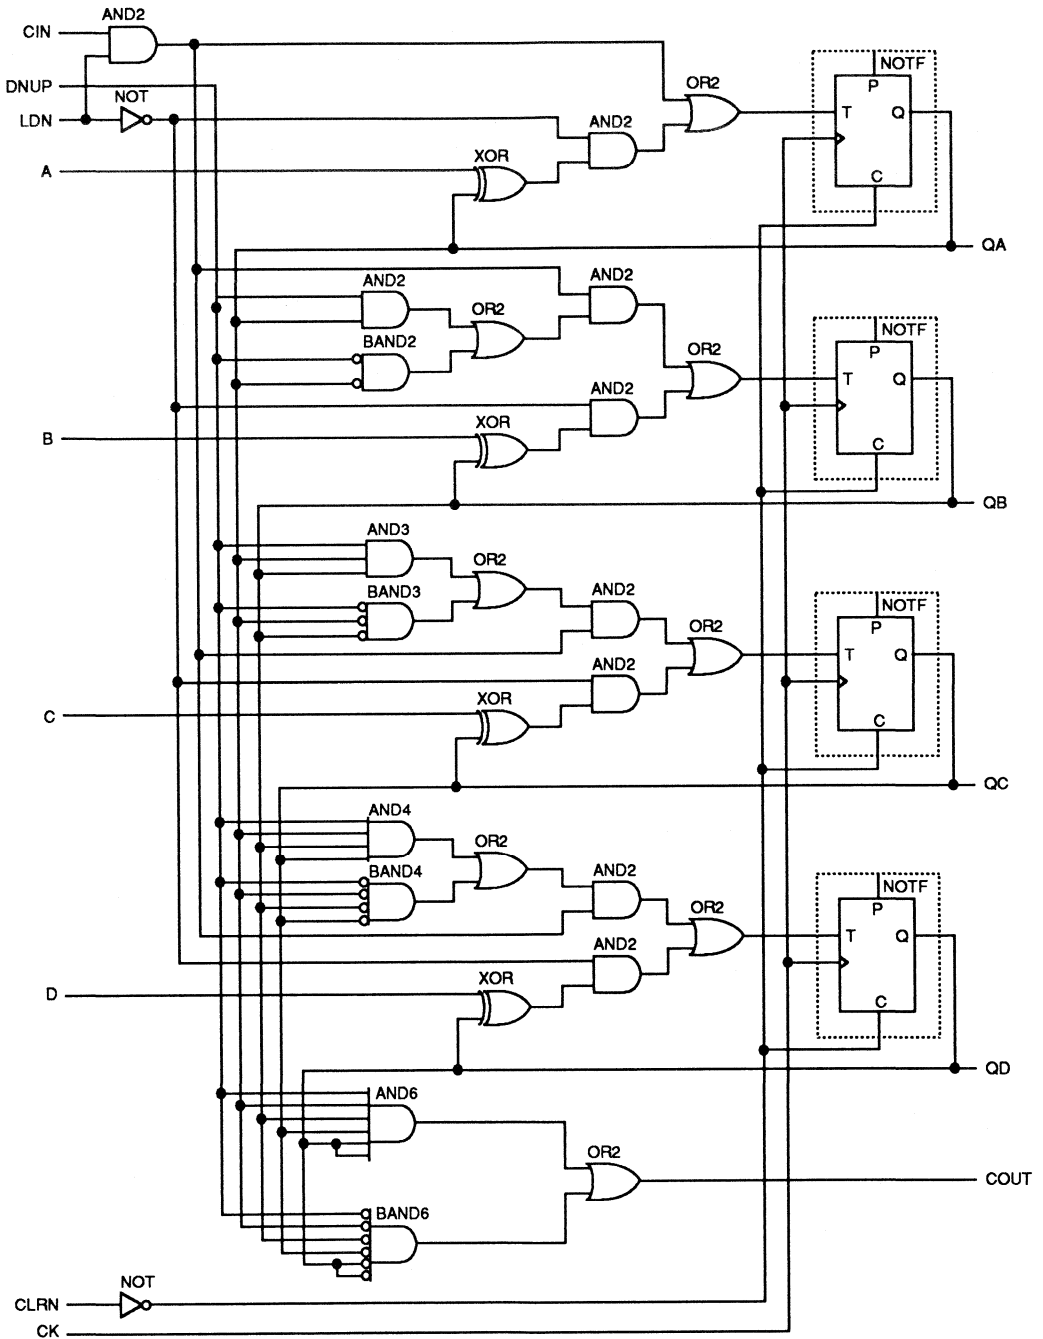 AND2
CIN
NOTF
DNUP
P
OR2
NOT
T
Q
LDN
AND2
XOR
A
C
QA
AND2
AND2
OR2
NOTF
BAND2
OR2
P
T
Q
AND2
XOR
B
C
QB
AND3
OR2
BAND3
AND2
NOTF
P
OR2
T
Q
AND2
XOR
C
C
QC
AND4
OR2
BAND4
AND2
NOTF
P
OR2
T
Q
AND2
XOR
D
C
QD
AND6
OR2
COUT
BAND6
NOT
CLRN
CK